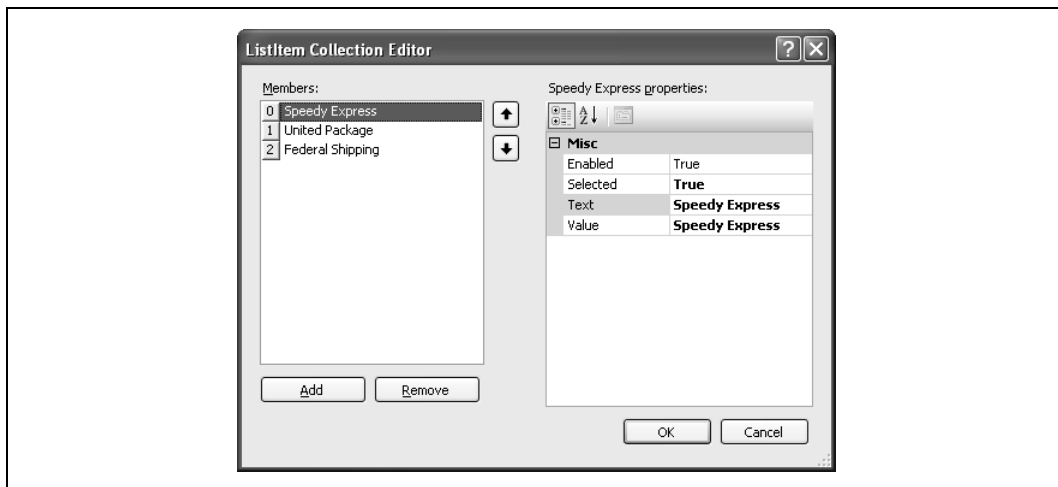 ListItem Collection Editor
Members:
0 Speedy Express
1 United Package
2 Federal Shipping
Add Remove
Speedy Express properties:
Misc
Enabled True
Selected True
Text Speedy Express
Value Speedy Express
OK Cancel